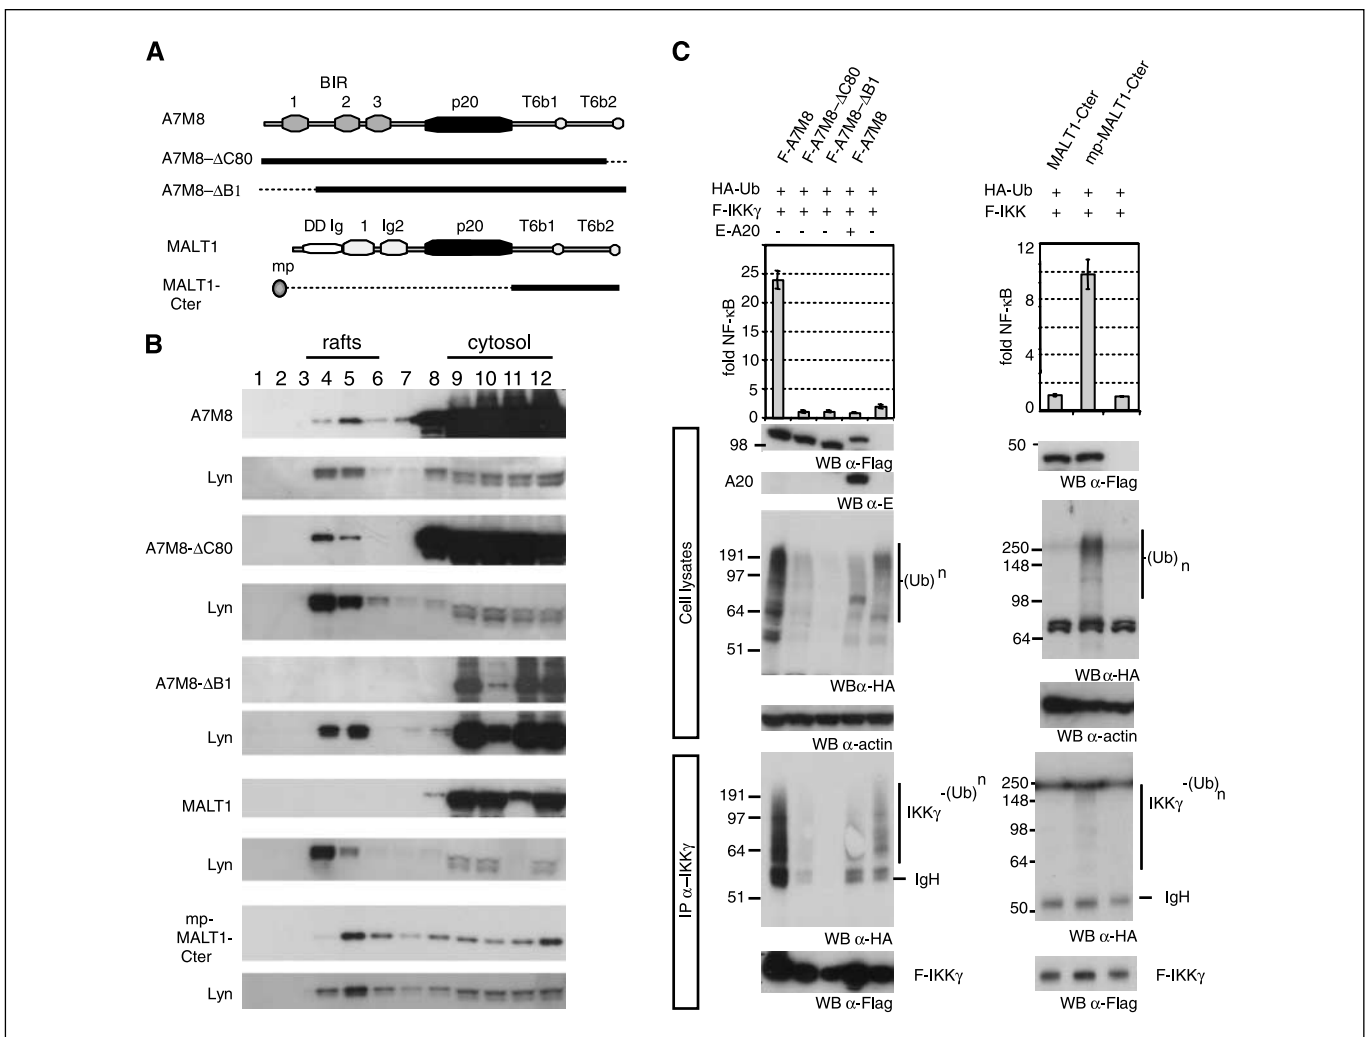 A
BIR
1 2 3 p20 T6b1 T6b2
A7M8
A7M8–ΔC80
A7M8–ΔB1
DD Ig 1 Ig2 p20 T6b1 T6b2
MALT1
mp
MALT1-
Cter
B
rafts cytosol
1 2 3 4 5 6 7 8 9 10 11 12
A7M8
Lyn
A7M8-ΔC80
Lyn
A7M8-ΔB1
Lyn
MALT1
Lyn
mp-
MALT1-
Cter
Lyn
C
F-A7M8
F-A7M8–ΔC80
F-A7M8–ΔB1
F-A7M8
HA-Ub + + + + +
F-IKKγ + + + + +
E-A20 - - - + -
fold NF-κB
25
20
15
10
5
0
98
WB α-Flag
A20
WB α-E
191
97
64
51
-(Ub) n
WBα-HA
WB α-actin
Cell lysates
IP α–IKKγ
191
97
64
51
-(Ub) n
IKKγ
IgH
WB α-HA
F-IKKγ
WB α-Flag
MALT1-Cter
mp-MALT1-Cter
HA-Ub + + +
F-IKK + + +
fold NF-κB
12
10
8
6
4
2
0
50
WB α-Flag
250
148
98
64
-(Ub) n
WBα-HA
WB α-actin
250
148
98
64
50
-(Ub) n
IKKγ
IgH
WB α-HA
F-IKKγ
WB α-Flag